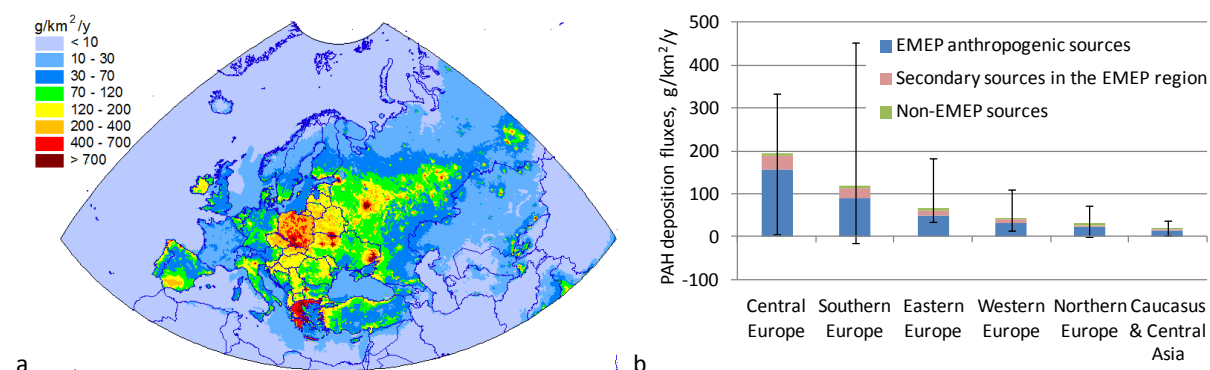 g/km²/y
< 10
10 - 30
30 - 70
70 - 120
120 - 200
200 - 400
400 - 700
> 700
a
PAH deposition fluxes, g/km²/y
500
400
300
200
100
0
-100
EMEP anthropogenic sources
Secondary sources in the EMEP region
Non-EMEP sources
Central
Europe
Southern
Europe
Eastern
Europe
Western
Europe
Northern
Europe
Caucasus
& Central
Asia
b